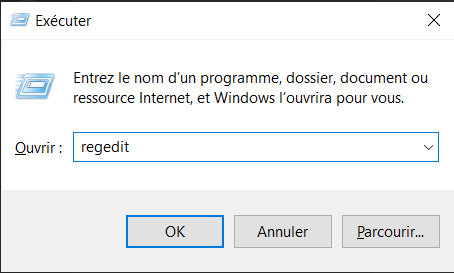 Exécuter
Entrez le nom d'un programme, dossier, document ou
ressource Internet, et Windows l'ouvrira pour vous.
Ouvrir : regedit
OK Annuler Parcourir...